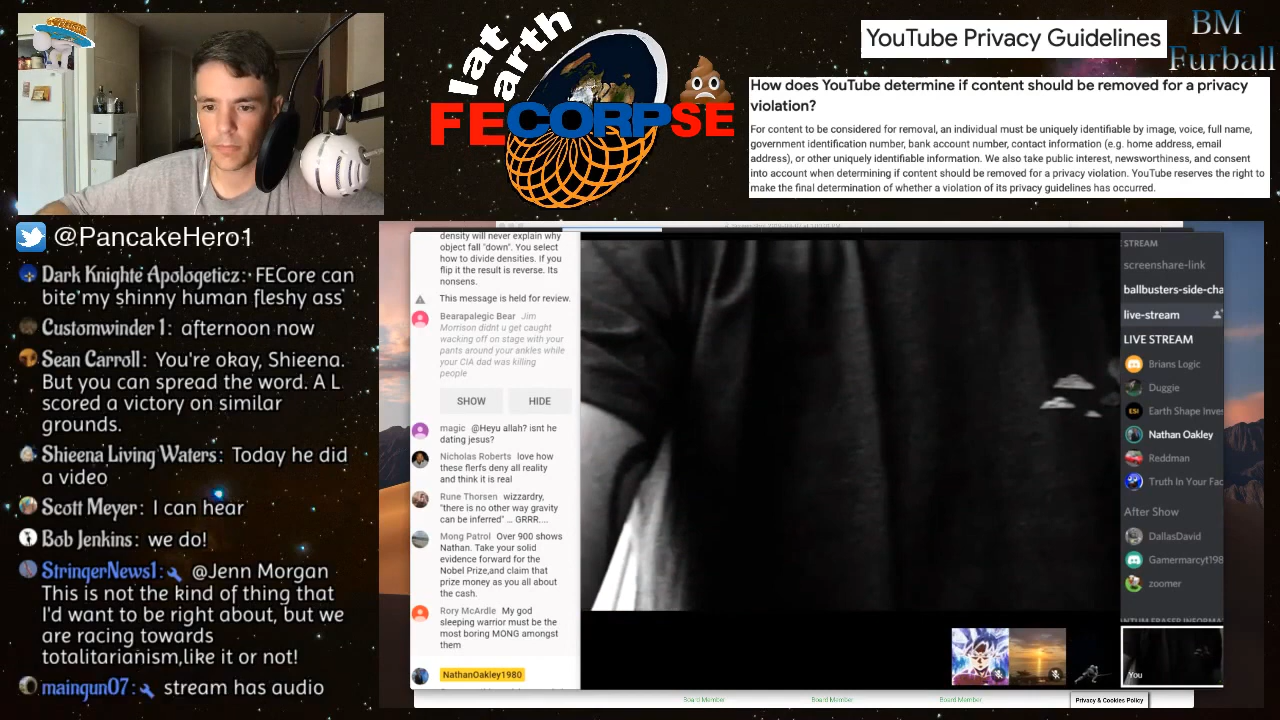 lat
earth
FECORPSE
YouTube Privacy Guidelines
BM
Furball
How does YouTube determine if content should be removed for a privacy
violation?
For content to be considered for removal, an individual must be uniquely identifiable by image, voice, full name,
government identification number, bank account number, contact information (e.g. home address, email
address), or other uniquely identifiable information. We also take public interest, newsworthiness, and consent
into account when determining if content should be removed for a privacy violation. YouTube reserves the right to
make the final determination of whether a violation of its privacy guidelines has occurred.
@PancakeHero1
Dark Knighte Apologeticz: FECore can
bite my shinny human fleshy ass
Customwinder 1: afternoon now
Sean Carroll: You're okay, Shieena.
But you can spread the word. A L
scored a victory on similar
grounds.
Shieena Living Waters: Today he did
a video
Scott Meyer: I can hear
Bob Jenkins: we do!
StringerNews1: @Jenn Morgan
This is not the kind of thing that
I'd want to be right about, but we
are racing towards
totalitarianism,like it or not!
maingun07: stream has audio
density will never explain why
object fall "down". You select
how to divide densities. If you
flip it the result is reverse. Its
nonsens.
This message is held for review.
Bearapalegic Bear Jim
Morrison didnt u get caught
wacking off on stage with your
pants around your ankles while
your CIA dad was killing
people
SHOW HIDE
magic @Heyu allah? isnt he
dating jesus?
Nicholas Roberts love how
these flerfs deny all reality
and think it is real
Rune Thorsen wizzardry,
"there is no other way gravity
can be inferred" ... GRRR....
Mong Patrol Over 900 shows
Nathan. Take your solid
evidence forward for the
Nobel Prize,and claim that
prize money as you all about
the cash.
Rory McArdle My god
sleeping warrior must be the
most boring MONG amongst
them
NathanOakley1980
STREAM
screenshare-link
ballbusters-side-cha
live-stream
LIVE STREAM
Brians Logic
Duggie
Earth Shape Inves
Nathan Oakley
Reddman
Truth In Your Fac
After Show
DallasDavid
Gamermarcyt198
zoomer
You
Board Member
Board Member
Board Member
Privacy & Cookies Policy